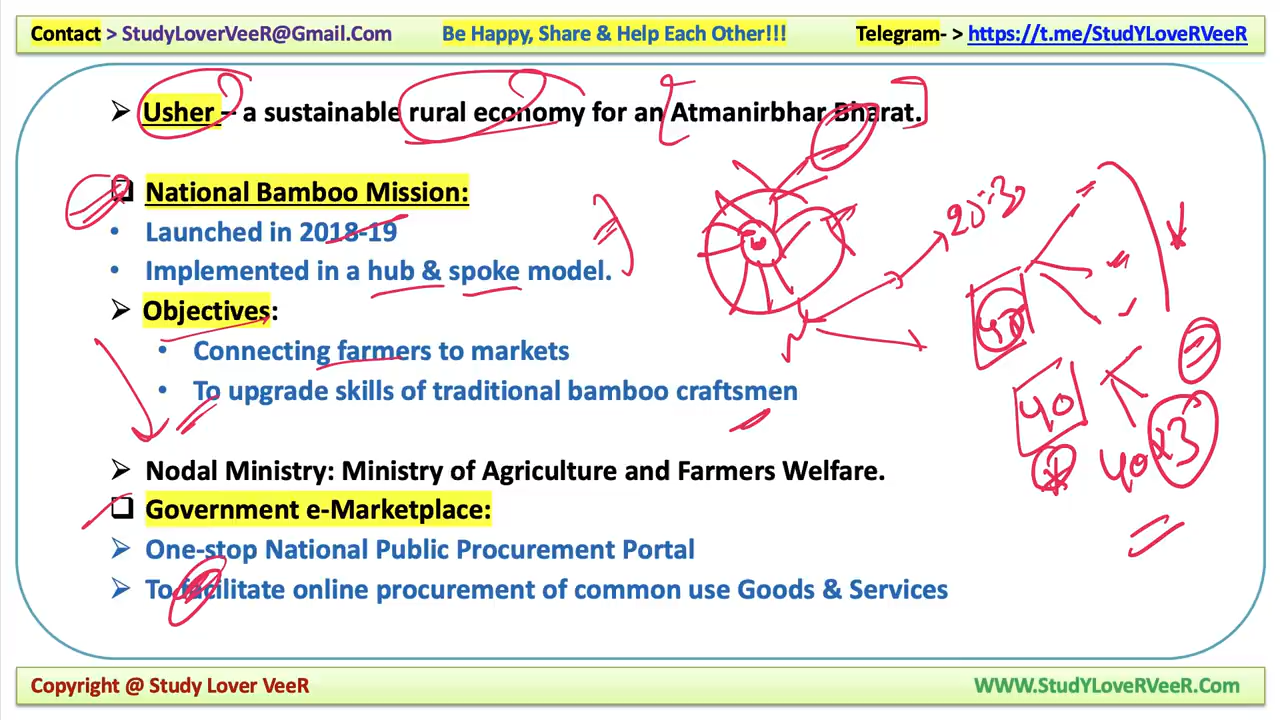 Contact > StudyLoverVeeR@Gmail.Com Be Happy, Share & Help Each Other!!! Telegram- > https://t.me/StudYLoveRVeeR
➢ Usher – a sustainable rural economy for an Atmanirbhar Bharat.
❑ National Bamboo Mission:
• Launched in 2018-19
• Implemented in a hub & spoke model.
➢ Objectives:
• Connecting farmers to markets
• To upgrade skills of traditional bamboo craftsmen
➢ Nodal Ministry: Ministry of Agriculture and Farmers Welfare.
❑ Government e-Marketplace:
➢ One-stop National Public Procurement Portal
➢ To facilitate online procurement of common use Goods & Services
40
40
Copyright @ Study Lover VeeR WWW.StudYLoveRVeeR.Com